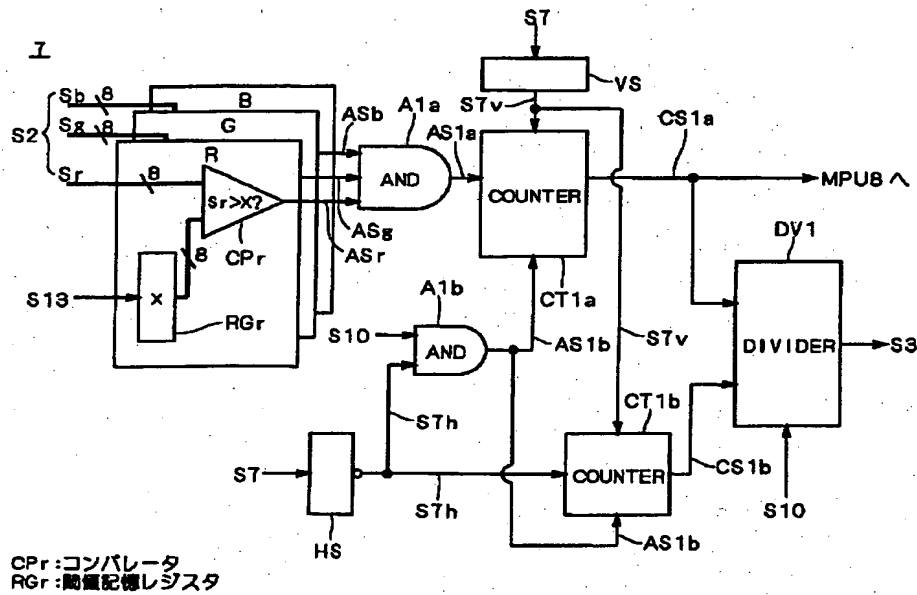 7
S7
VS
S7v
S2
Sb
8
B
Sg
8
G
Sr
8
R
Sr>X?
CPr
8
X
RGr
S13
ASb
ASg
ASr
A1a
AND
AS1a
COUNTER
CT1a
CS1a
MPU8へ
DV1
DIVIDER
S3
S10
A1b
S10
AND
AS1b
S7v
S7h
CT1b
COUNTER
CS1b
AS1b
S7
HS
S7h
CPr:コンパレータ
RGr:閾値記憶レジスタ